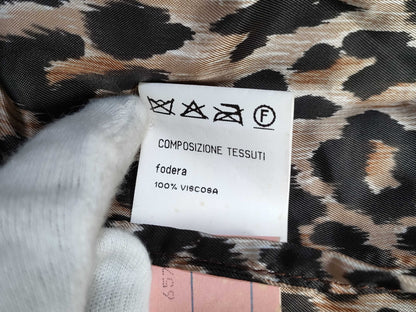 F
COMPOSIZIONE TESSUTI
fodera
100% VISCOSA